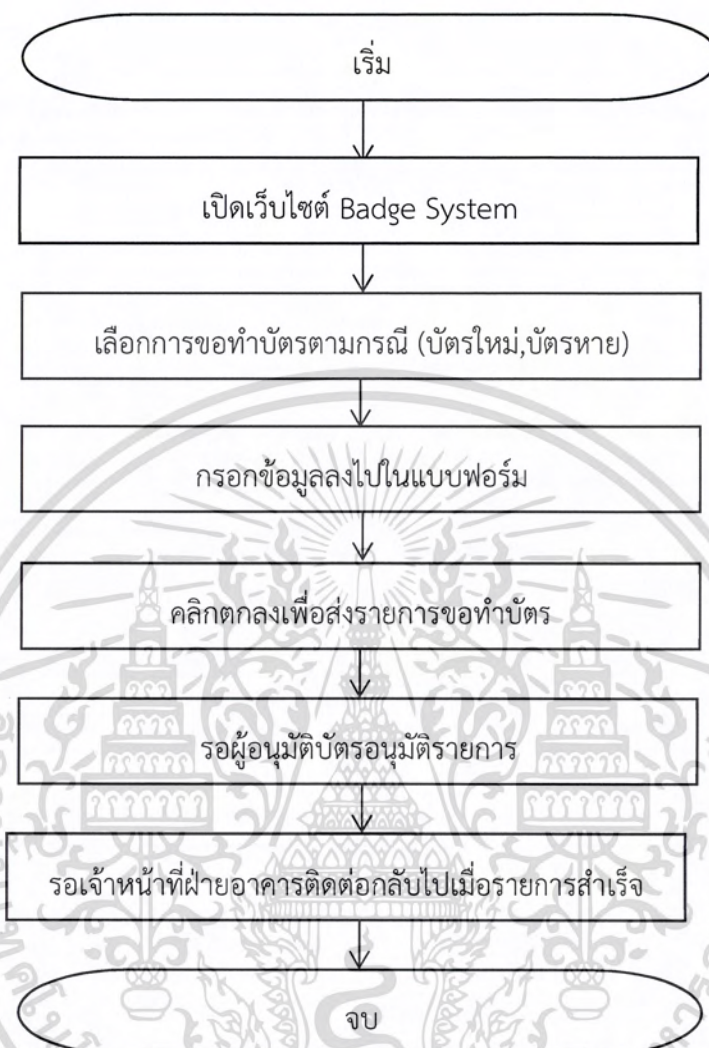 เริ่ม
เปิดเว็บไซต์ Badge System
เลือกการขอทำบัตรตามกรณี (บัตรใหม่,บัตรหาย)
กรอกข้อมูลลงไปในแบบฟอร์ม
คลิกตกลงเพื่อส่งรายการขอทำบัตร
รอผู้อนุมัติบัตรอนุมัติรายการ
รอเจ้าหน้าที่ฝ่ายอาคารติดต่อกลับไปเมื่อรายการสำเร็จ
จบ